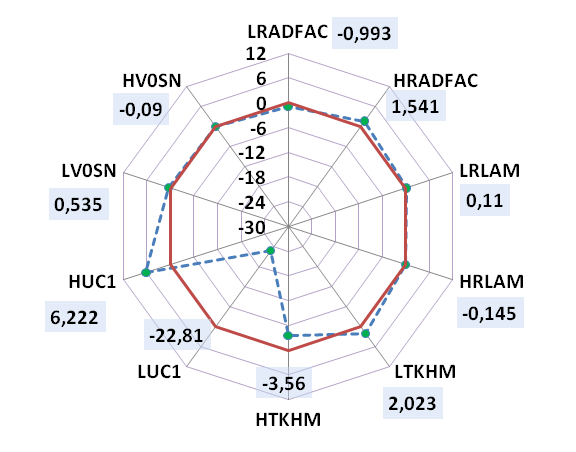 LRADFAC
-0,993
12
6
0
-6
-12
-18
-24
-30
HRADFAC
1,541
LRLAM
0,11
HRLAM
-0,145
LTKHM
2,023
HTKHM
-3,56
LUC1
-22,81
HUC1
6,222
LV0SN
0,535
HV0SN
-0,09